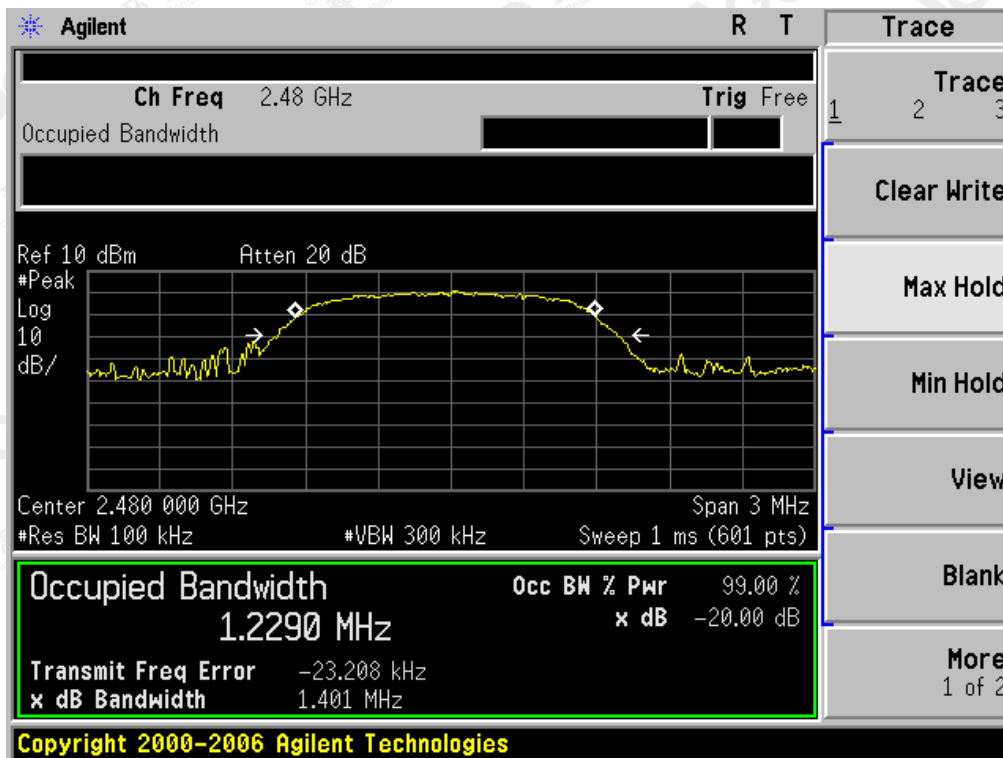 Agilent R T Trace
Ch Freq 2.48 GHz Trig Free
Occupied Bandwidth
Trace
1 2 3
Clear Write
Max Hold
Min Hold
View
Blank
More
1 of 2
Ref 10 dBm Atten 20 dB
#Peak
Log
10
dB/
Center 2.480 000 GHz Span 3 MHz
#Res BW 100 kHz #VBW 300 kHz Sweep 1 ms (601 pts)
Occupied Bandwidth Occ BW % Pwr 99.00 %
1.2290 MHz x dB -20.00 dB
Transmit Freq Error -23.208 kHz
x dB Bandwidth 1.401 MHz
Copyright 2000-2006 Agilent Technologies